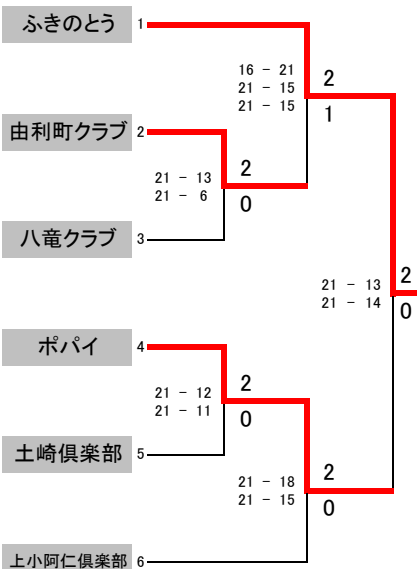 ふきのとう 1
16 - 21
21 - 15
21 - 15
2
1
由利町クラブ 2
21 - 13
21 - 6
2
0
八竜クラブ 3
21 - 13
21 - 14
2
0
ポパイ 4
21 - 12
21 - 11
2
0
土崎倶楽部 5
21 - 18
21 - 15
2
0
上小阿仁倶楽部 6